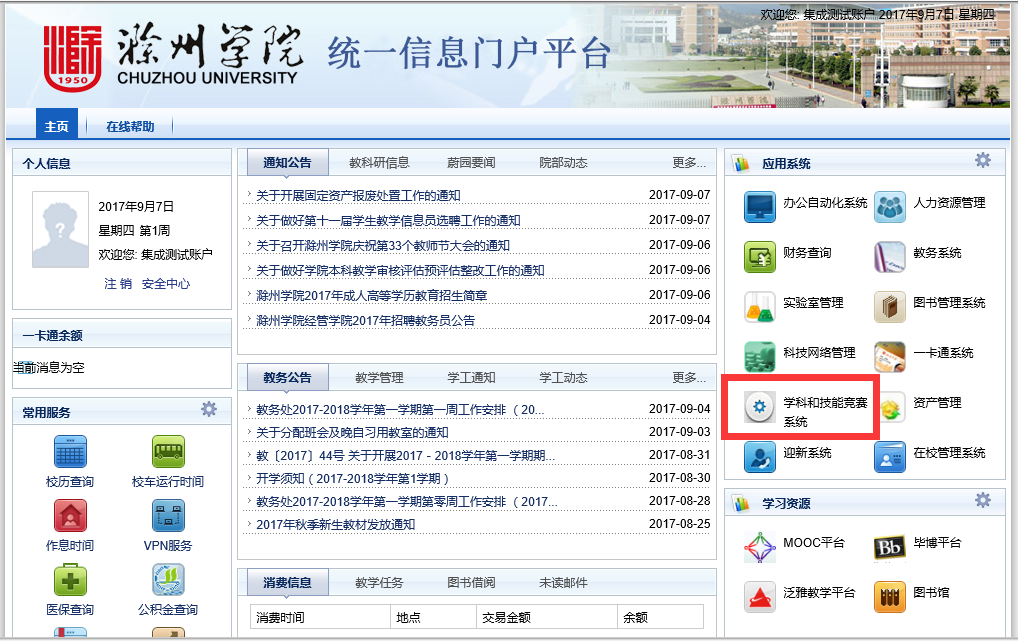 欢迎您: 集成测试账户 2017年9月7日 星期四
滁州学院
1950
CHUZHOU UNIVERSITY
统一信息门户平台
主页
在线帮助
个人信息
2017年9月7日
星期四 第1周
欢迎您: 集成测试账户
注 销 安全中心
一卡通余额
当前消息为空
常用服务
校历查询
校车运行时间
作息时间
VPN服务
医保查询
公积金查询
通知公告
教科研信息
蔚园要闻
院部动态
更多...
关于开展固定资产报废处置工作的通知 2017-09-07
关于做好第十一届学生教学信息员选聘工作的通知 2017-09-07
关于召开滁州学院庆祝第33个教师节大会的通知 2017-09-06
关于做好学院本科教学审核评估预评估整改工作的通知 2017-09-06
滁州学院2017年成人高等学历教育招生简章 2017-09-06
滁州学院经管学院2017年招聘教务员公告 2017-09-04
教务公告
教学管理
学工通知
学工动态
更多...
教务处2017-2018学年第一学期第一周工作安排（20... 2017-09-04
关于分配班会及晚自习用教室的通知 2017-09-03
教〔2017〕44号 关于开展2017－2018学年第一学期期... 2017-08-31
开学须知（2017-2018学年第1学期） 2017-08-30
教务处2017-2018学年第一学期第零周工作安排（2017... 2017-08-28
2017年秋季新生教材发放通知 2017-08-25
消费信息
教学任务
图书借阅
未读邮件
消费时间 地点 交易金额 余额
应用系统
办公自动化系统
人力资源管理
财务查询
教务系统
实验室管理
图书管理系统
科技网络管理
一卡通系统
学科和技能竞赛
系统
资产管理
迎新系统
在校管理系统
学习资源
MOOC平台
Bb
毕博平台
泛雅教学平台
图书馆